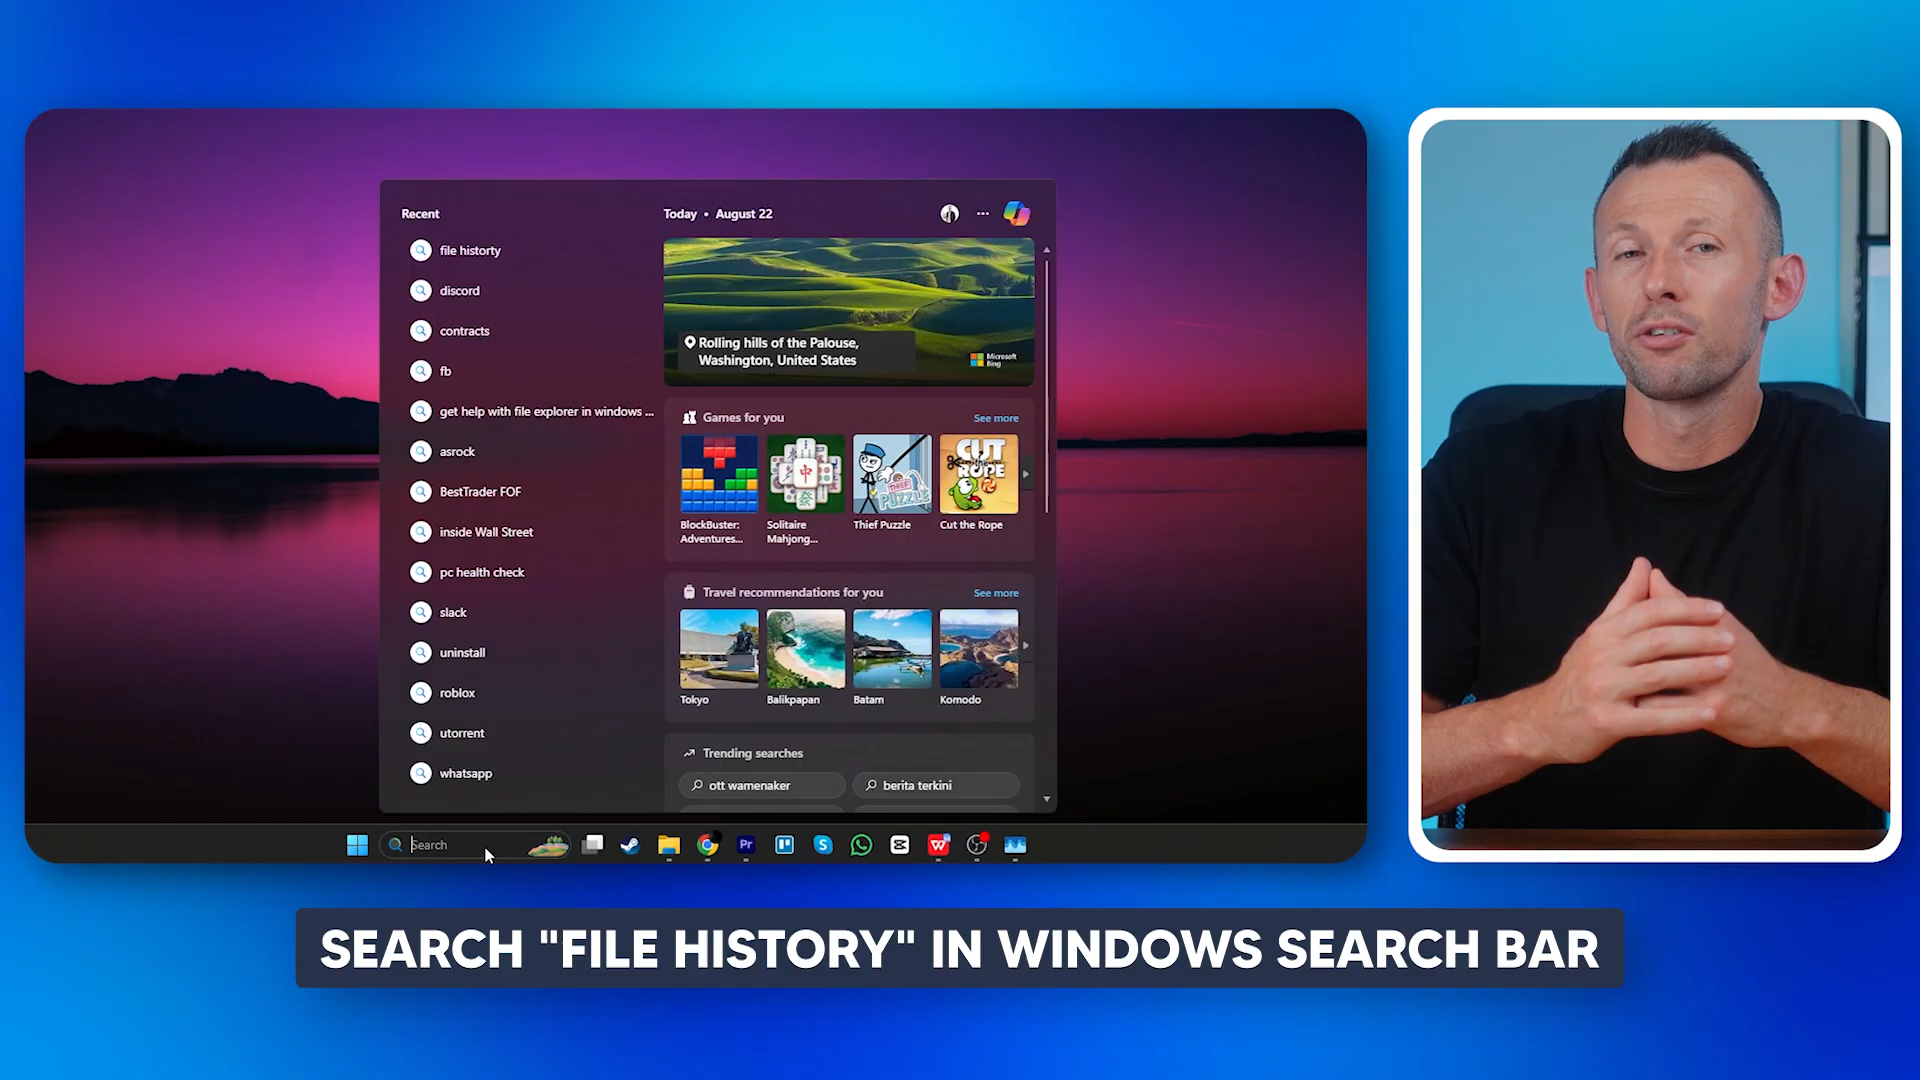 Recent
file historty
discord
contracts
fb
get help with file explorer in windows ...
asrock
BestTrader FOF
inside Wall Street
pc health check
slack
uninstall
roblox
utorrent
whatsapp
Today • August 22
Rolling hills of the Palouse,
Washington, United States
Microsoft
Bing
Games for you
See more
CUT
ROPE
THIEF
PUZZLE
BlockBuster:
Adventures...
Solitaire
Mahjong...
Thief Puzzle
Cut the Rope
Travel recommendations for you
See more
Tokyo
Balikpapan
Batam
Komodo
Trending searches
ott wamenaker
berita terkini
Search
Pr
SEARCH "FILE HISTORY" IN WINDOWS SEARCH BAR